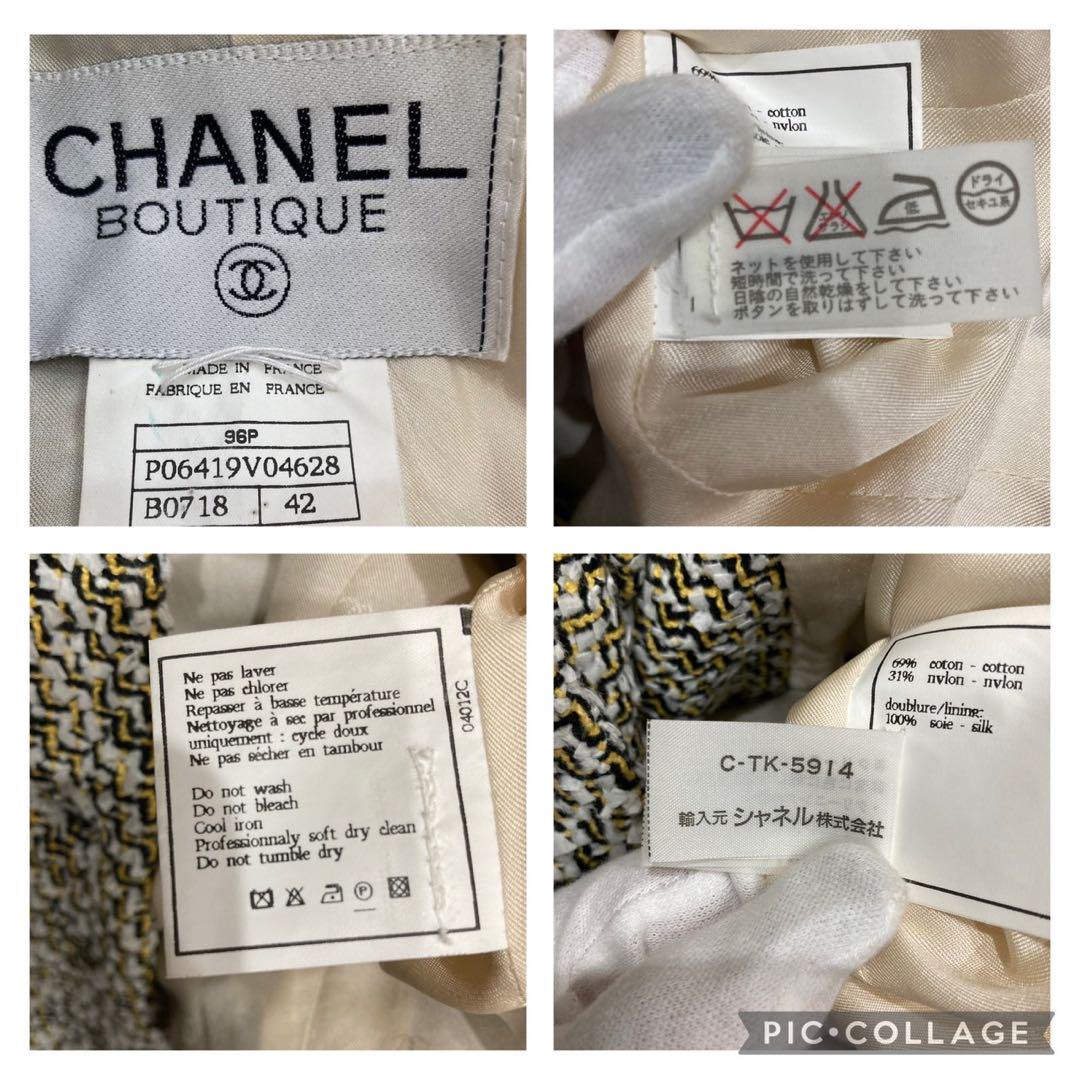 CHANEL
BOUTIQUE
MADE IN FRANCE
FABRIQUE EN FRANCE
96P
P06419V04628
B0718 42
69%
- cotton
- nylon
エンソ
サラシ
低
ドライ
セキユ系
ネットを使用して下さい
短時間で洗って下さい
日陰の自然乾燥をして下さい
ボタンを取りはずして洗って下さい
Ne pas laver
Ne pas chlorer
Repasser à basse température
Nettoyage à sec par professionnel
uniquement : cycle doux
Ne pas sécher en tambour
Do not wash
Do not bleach
Cool iron
Professionnaly soft dry clean
Do not tumble dry
P
04012C
69% coton - cotton
31% nylon - nylon
doublure/lining:
100% soie - silk
C-TK-5914
輸入元 シャネル株式会社
PIC•COLLAGE